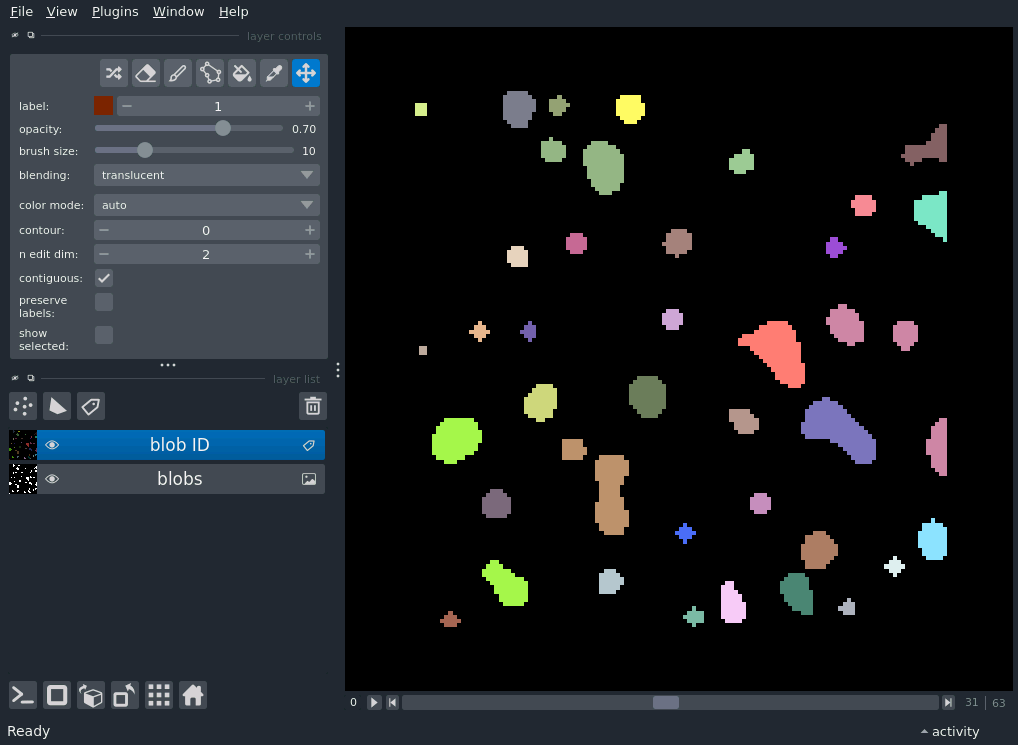 File View Plugins Window Help
layer controls
label: 1
opacity: 0.70
brush size: 10
blending: translucent
color mode: auto
contour: 0
n edit dim: 2
contiguous:
preserve
labels:
show
selected:
layer list
blob ID
blobs
0 31 63
Ready activity